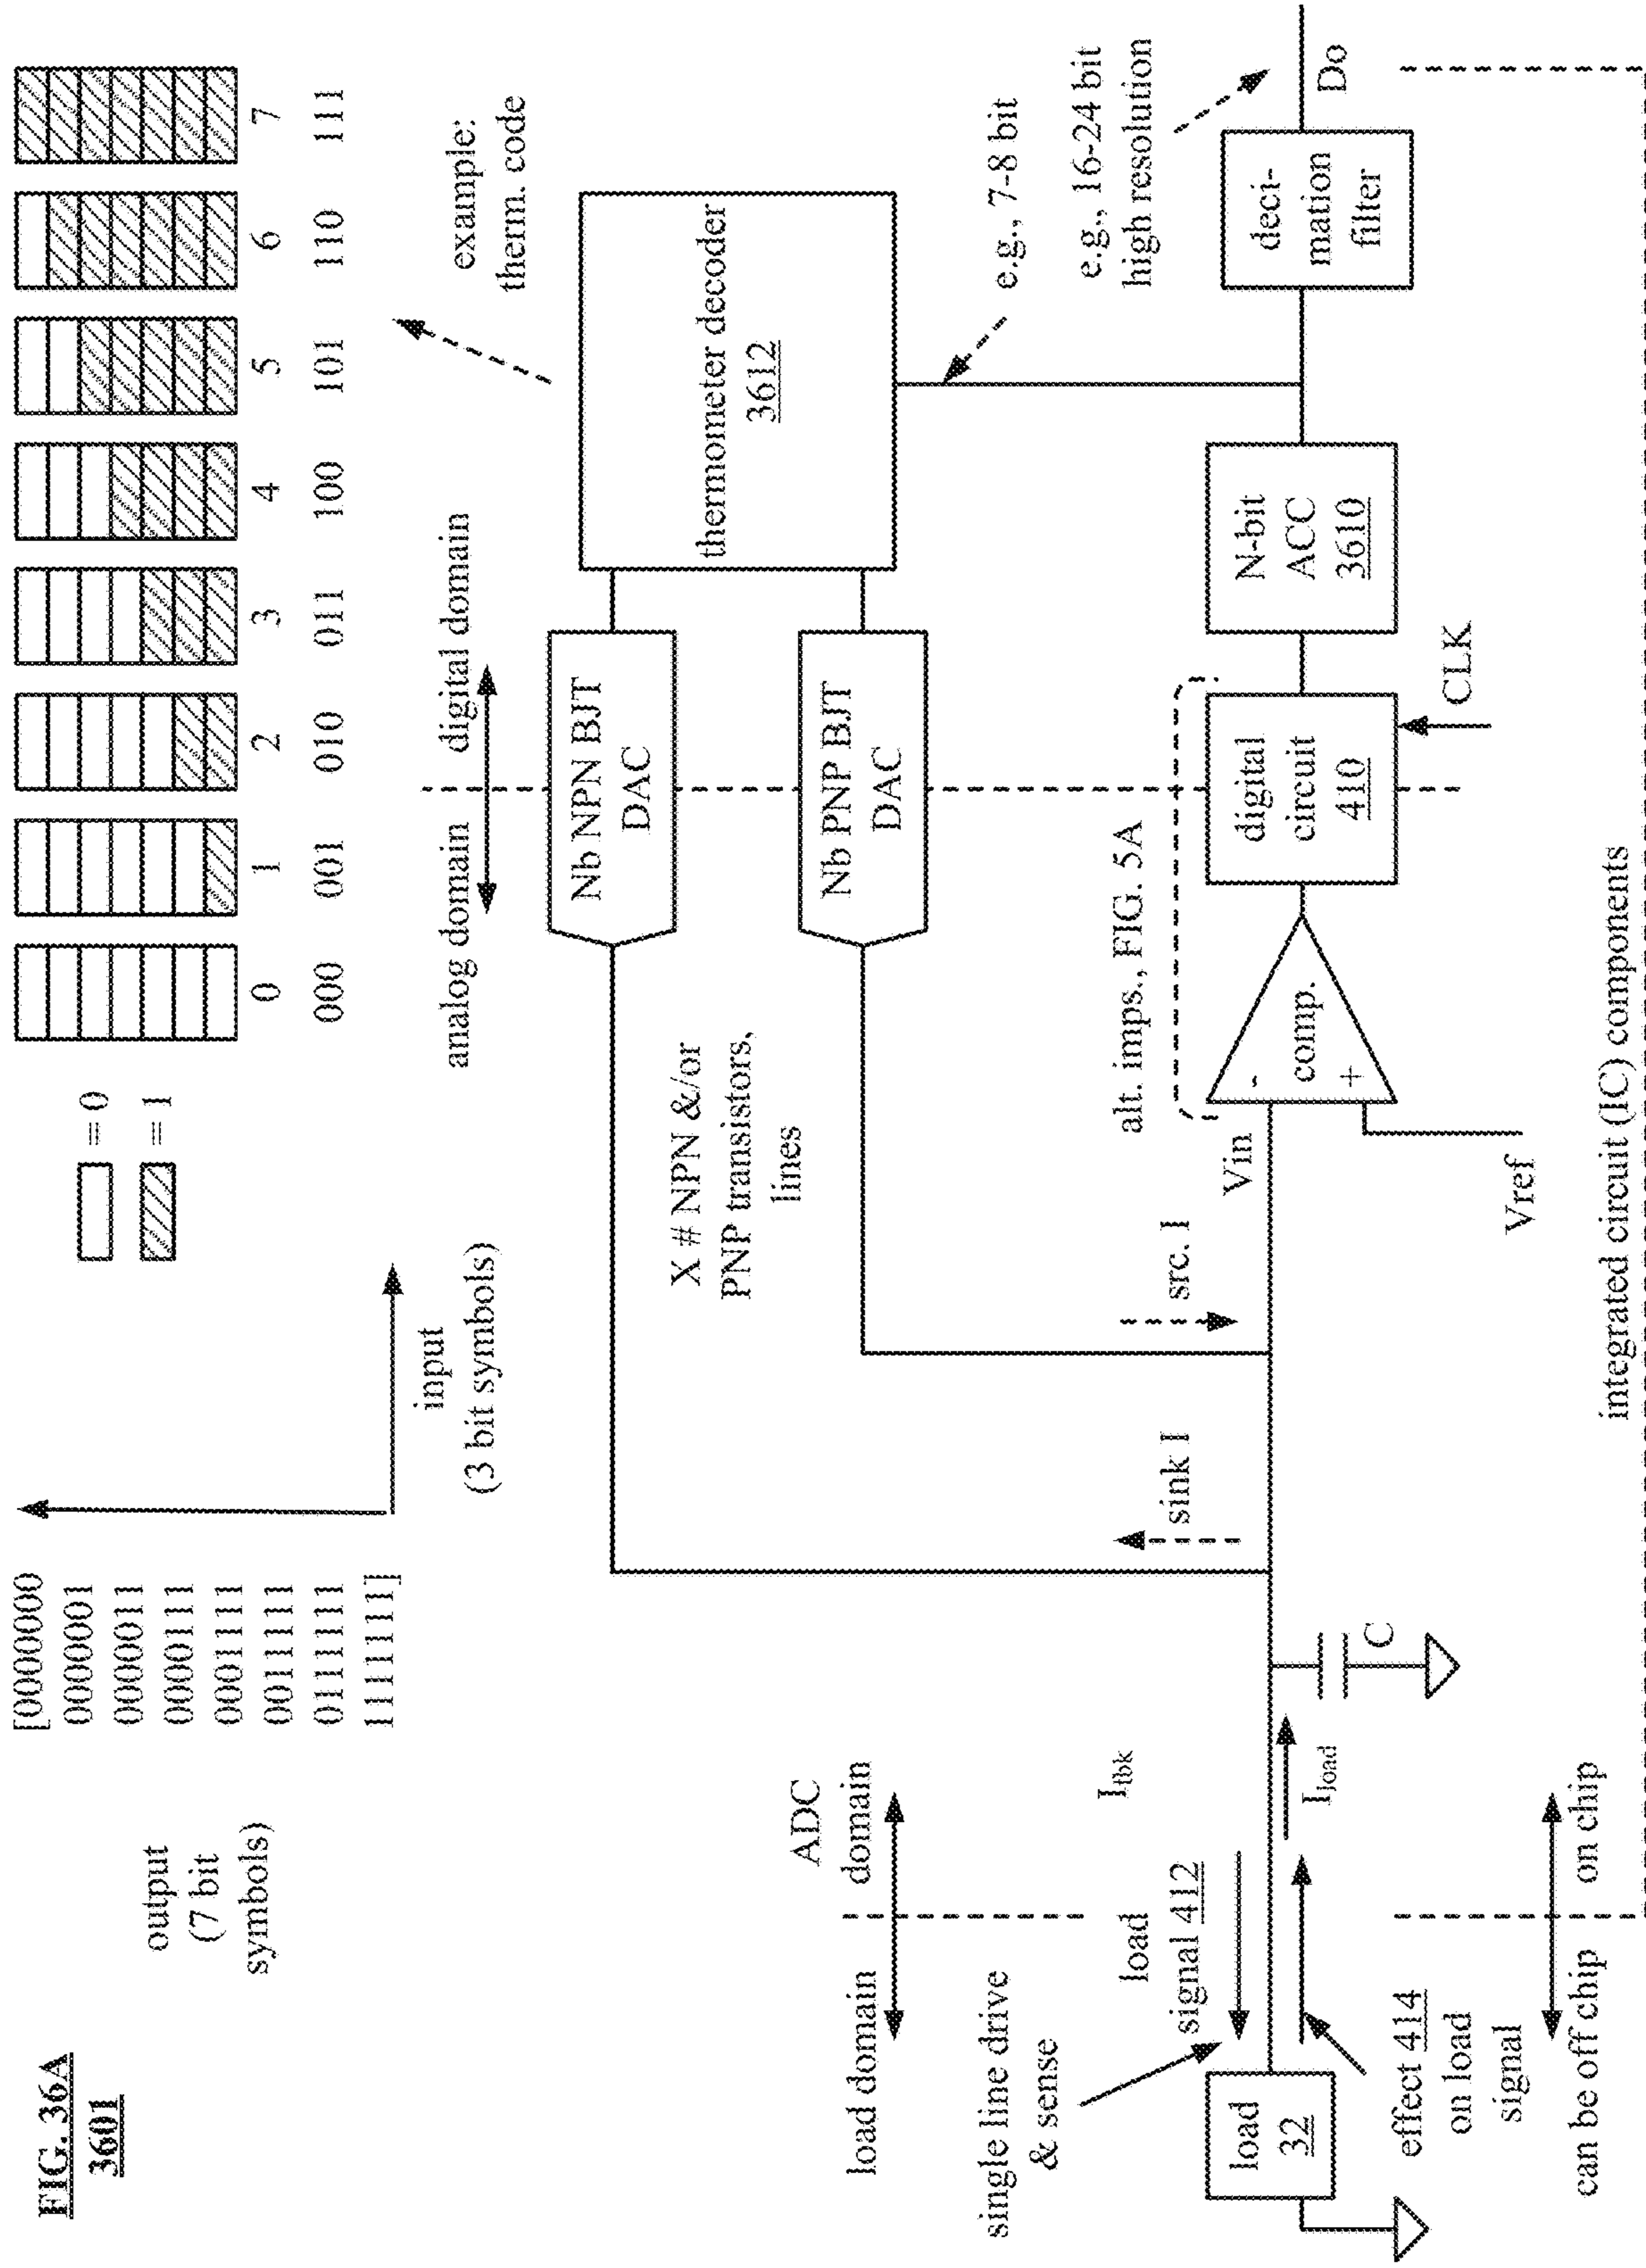 FIG. 36A
3601
output
(7 bit
symbols)
[0000000
0000001
0000011
0000111
0001111
0011111
0111111
1111111]
input
(3 bit symbols)
= 0
= 1
0
1
2
3
4
5
6
7
000
001
010
011
100
101
110
111
analog domain
digital domain
example:
therm. code
Nb NPN BJT
DAC
thermometer decoder
3612
X # NPN &/or
PNP transistors,
lines
Nb PNP BJT
DAC
load domain
ADC
domain
single line drive
& sense
load
signal 412
Ifbk
sink I
src. I
alt. imps., FIG. 5A
e.g., 7-8 bit
e.g., 16-24 bit
high resolution
load
32
Iload
C
Vin
-
comp.
+
Vref
digital
circuit
410
CLK
N-bit
ACC
3610
deci-
mation
filter
Do
effect 414
on load
signal
can be off chip
on chip
integrated circuit (IC) components